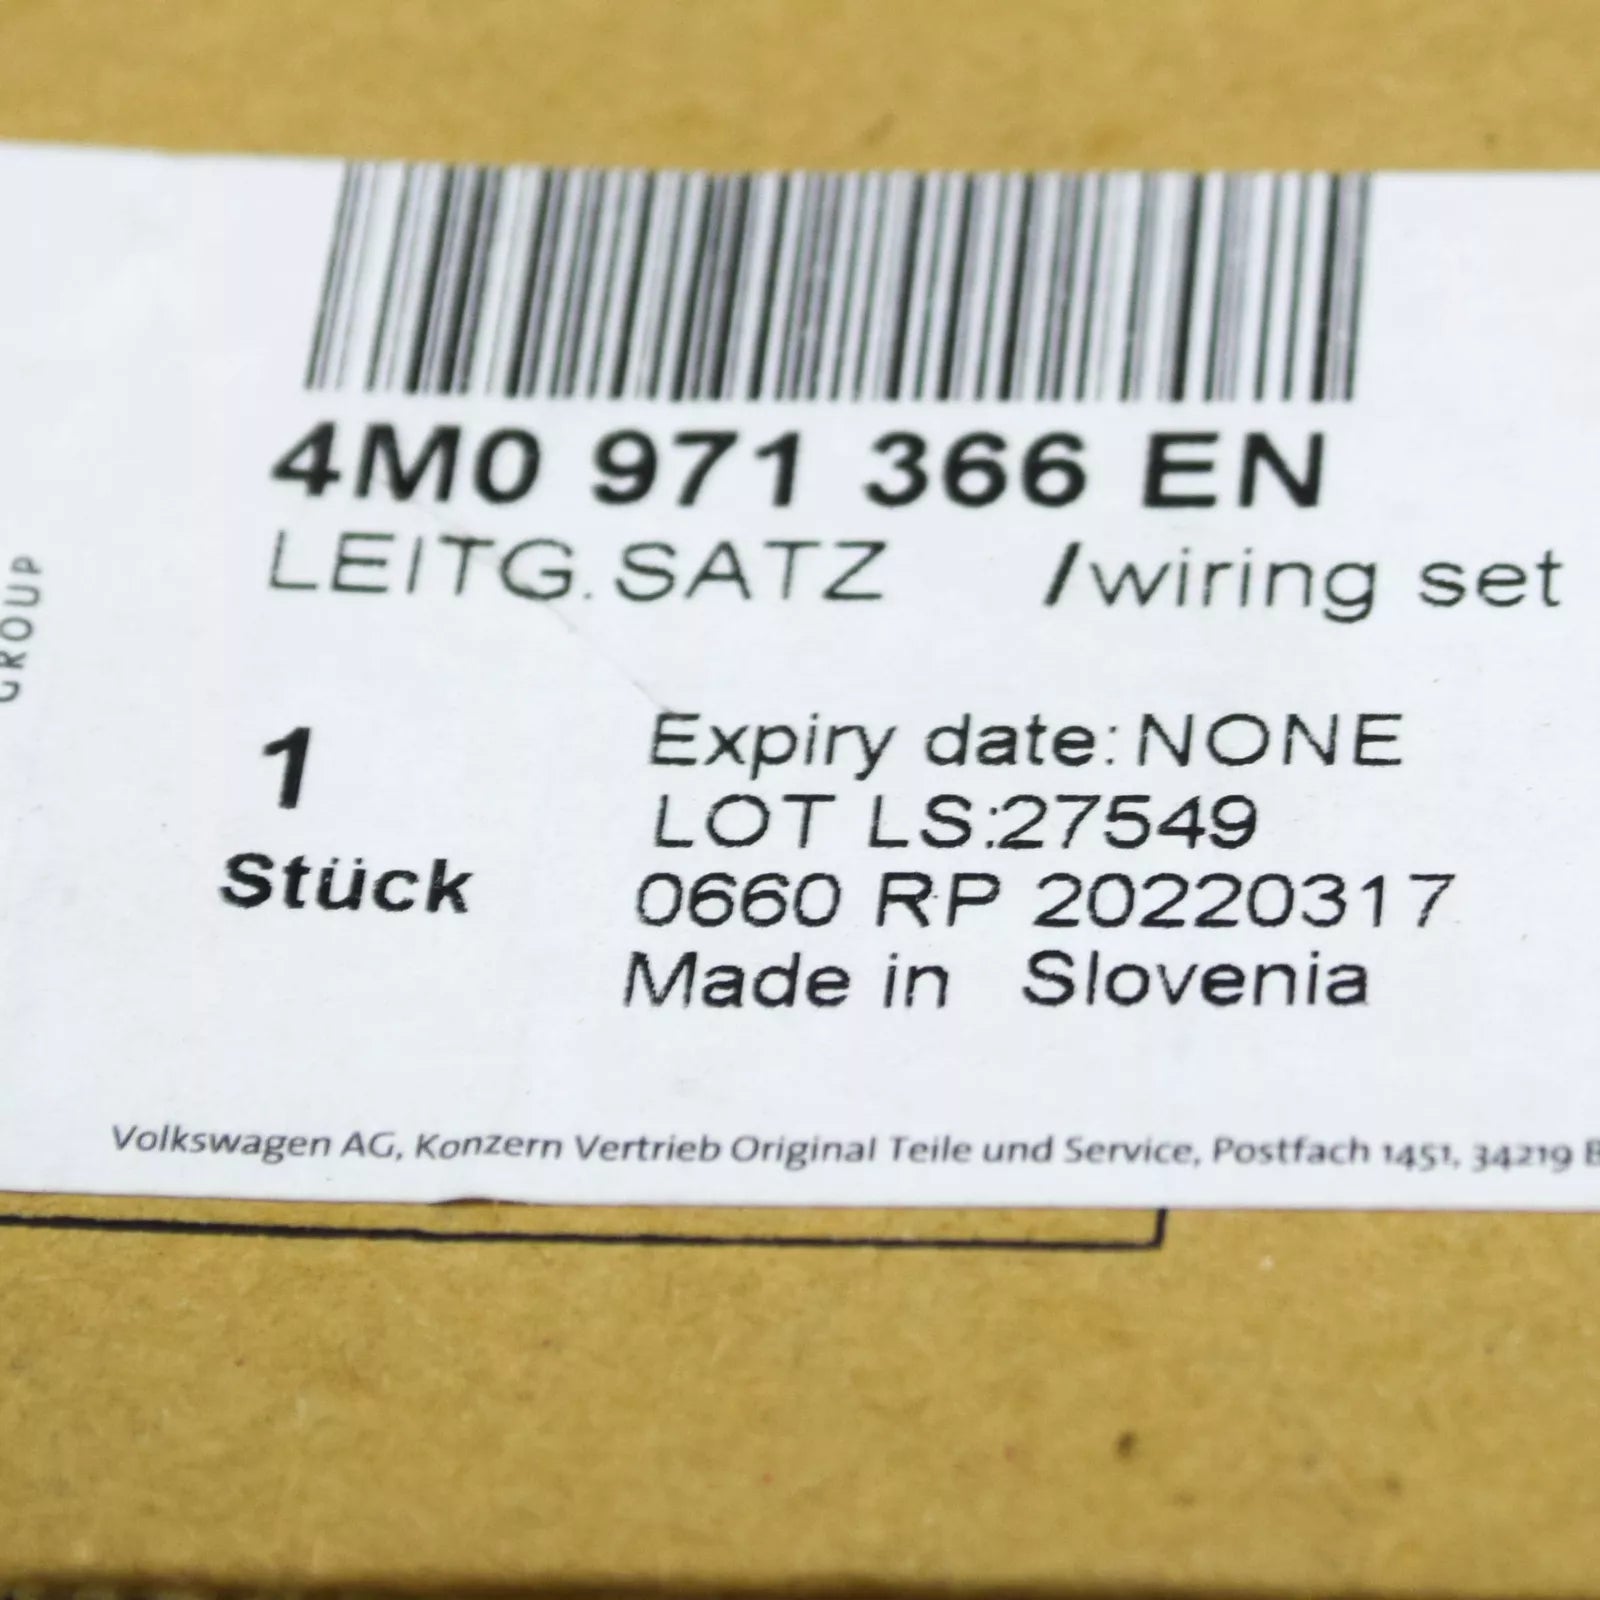 4M0 971 366 EN
LEITG.SATZ /wiring set
GROUP
1
Stück
Expiry date:NONE
LOT LS:27549
0660 RP 20220317
Made in Slovenia
Volkswagen AG, Konzern Vertrieb Original Teile und Service, Postfach 1451, 34219